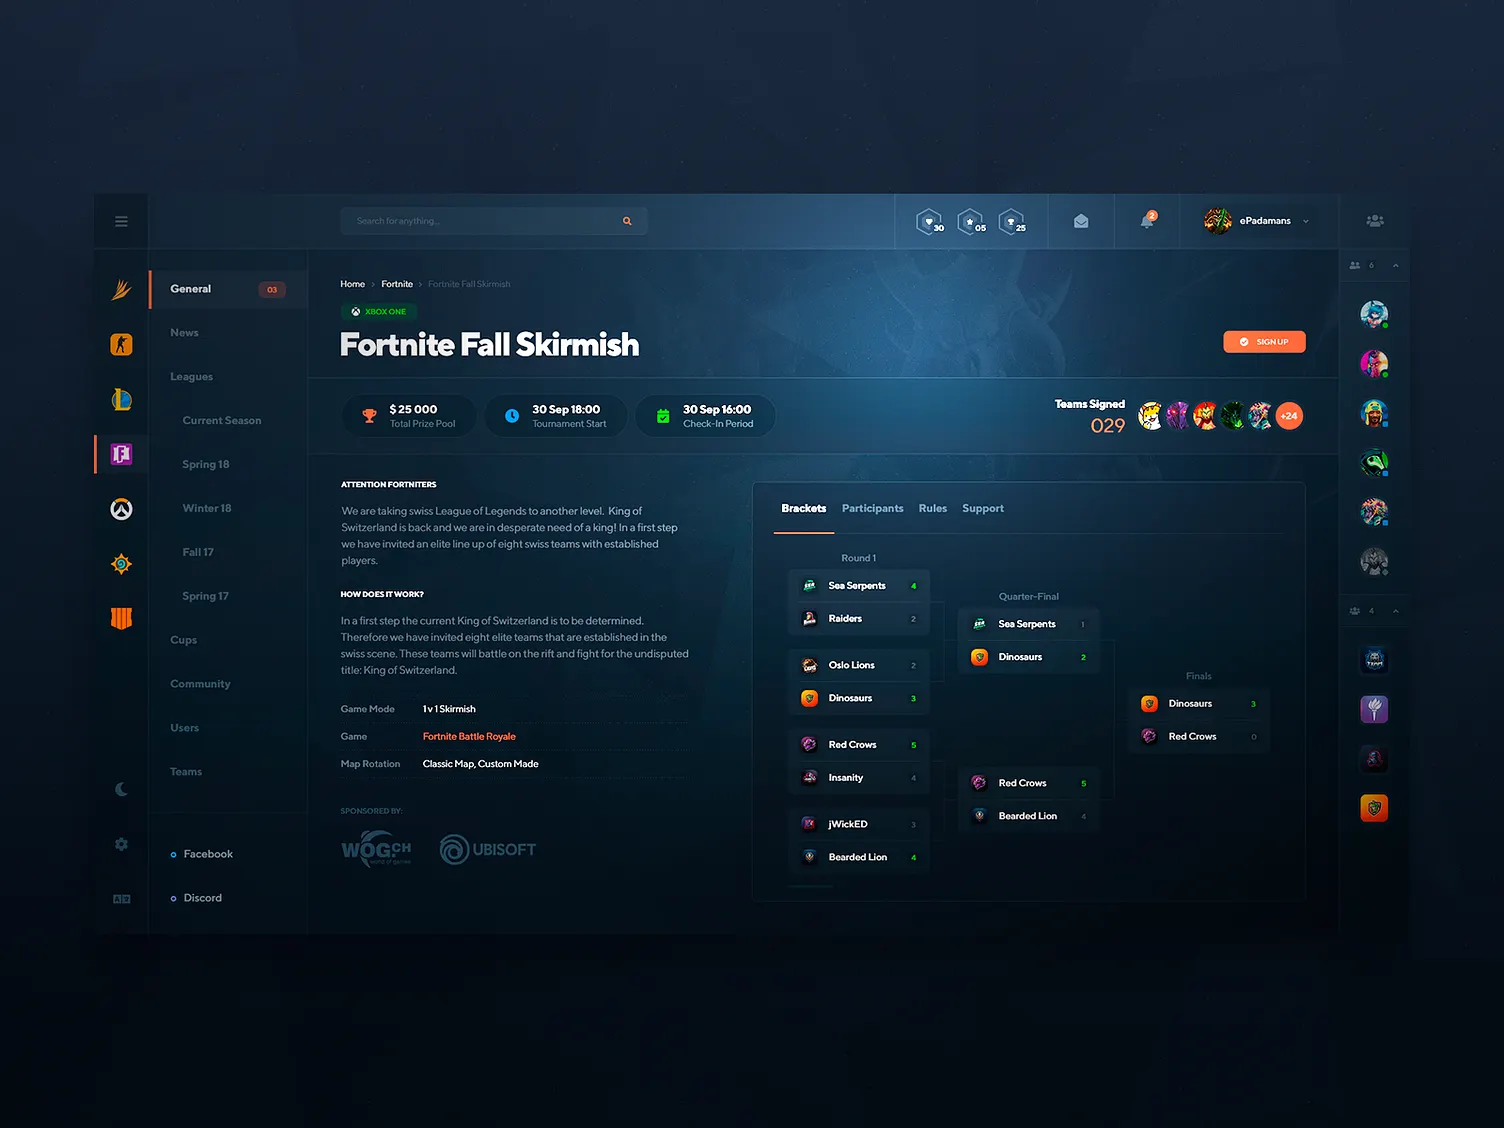 Search for anything...
30
05
25
2
ePadamans
6
General
03
News
Leagues
Current Season
Spring 18
Winter 18
Fall 17
Spring 17
Cups
Community
Users
Teams
Facebook
Discord
Home > Fortnite > Fortnite Fall Skirmish
XBOX ONE
Fortnite Fall Skirmish
SIGN UP
$ 25 000
Total Prize Pool
30 Sep 18:00
Tournament Start
30 Sep 16:00
Check-In Period
Teams Signed
029
+24
ATTENTION FORTNITERS
We are taking swiss League of Legends to another level. King of
Switzerland is back and we are in desperate need of a king! In a first step
we have invited an elite line up of eight swiss teams with established
players.
HOW DOES IT WORK?
In a first step the current King of Switzerland is to be determined.
Therefore we have invited eight elite teams that are established in the
swiss scene. These teams will battle on the rift and fight for the undisputed
title: King of Switzerland.
Game Mode 1 v 1 Skirmish
Game Fortnite Battle Royale
Map Rotation Classic Map, Custom Made
SPONSORED BY:
WOG.CH
world of games
UBISOFT
Brackets Participants Rules Support
Round 1
Sea Serpents 4
Raiders 2
Oslo Lions 2
Dinosaurs 3
Red Crows 5
Insanity 4
jWickED 3
Bearded Lion 4
Quarter-Final
Sea Serpents 1
Dinosaurs 2
Red Crows 5
Bearded Lion 4
Finals
Dinosaurs 3
Red Crows 0
4